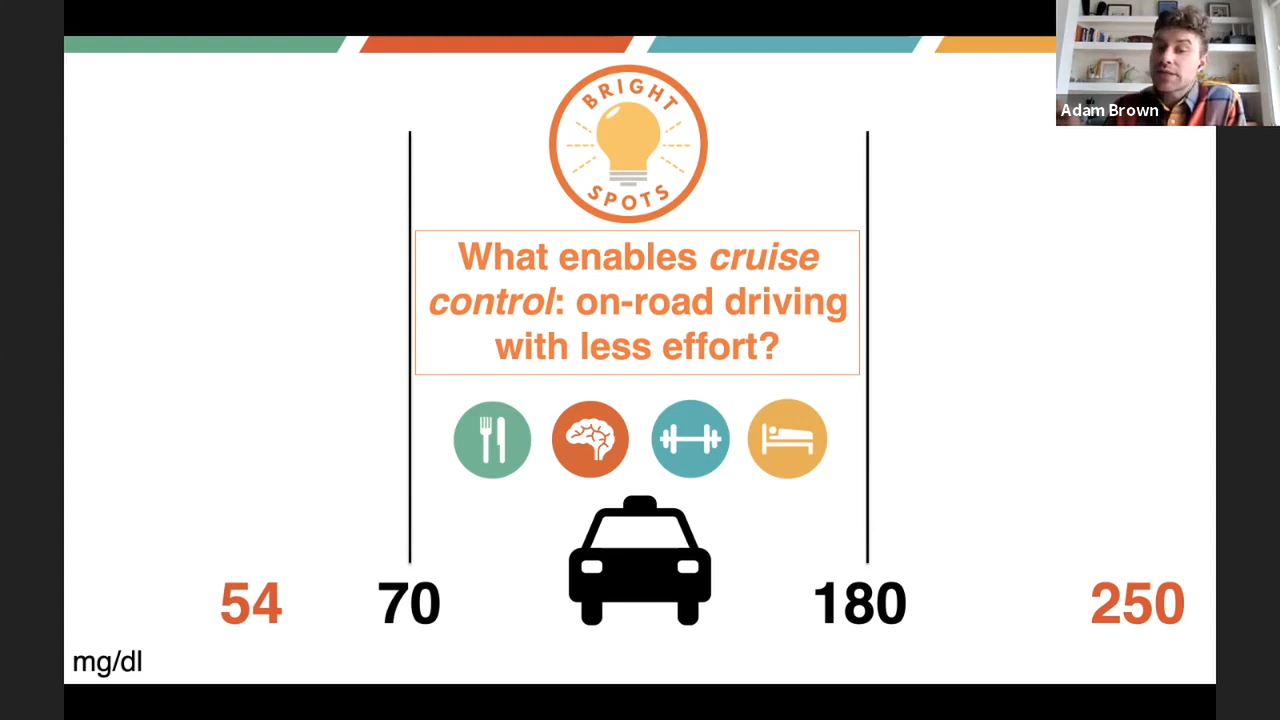 Adam Brown
BRIGHT
SPOTS
What enables cruise
control: on-road driving
with less effort?
54 70 180 250
mg/dl